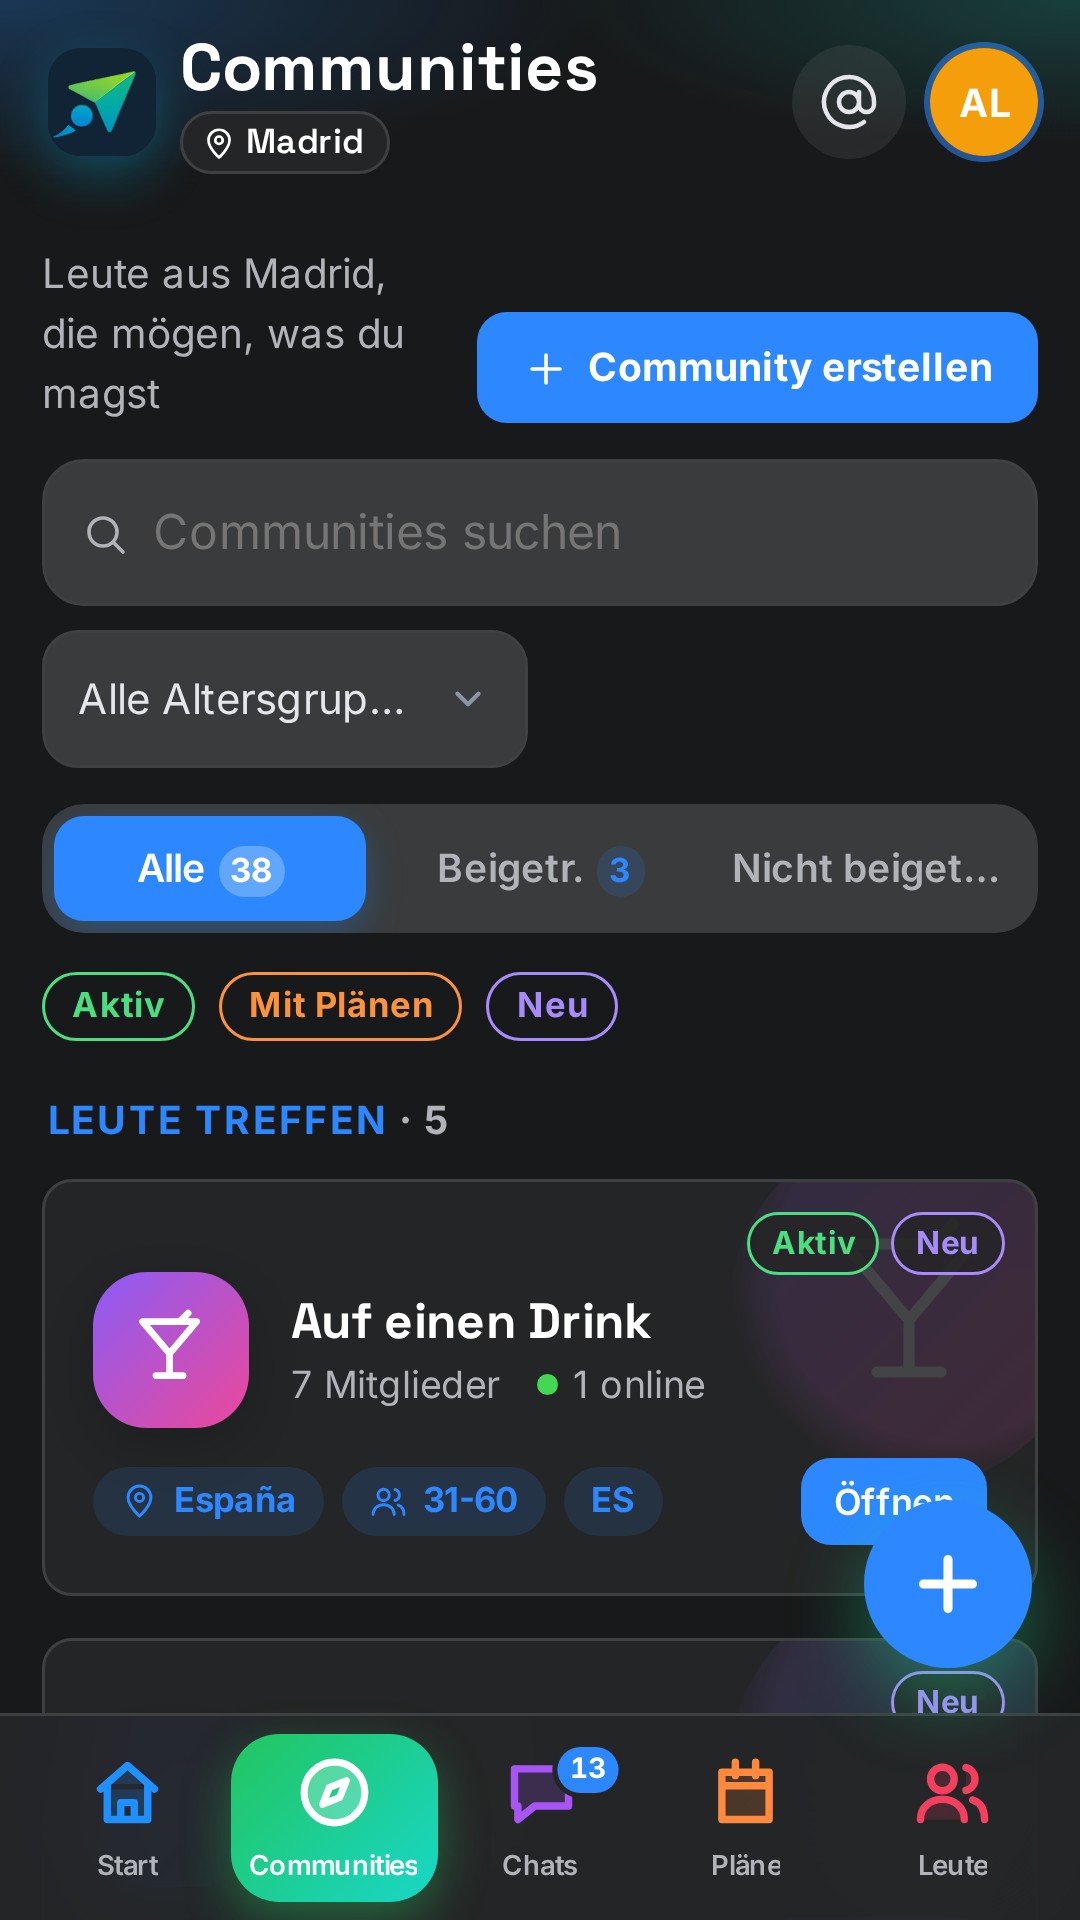 Communities
Madrid
AL
Leute aus Madrid,
die mögen, was du
magst
Community erstellen
Communities suchen
Alle Altersgrup...
Alle 38
Beigetr. 3
Nicht beiget...
Aktiv
Mit Plänen
Neu
LEUTE TREFFEN · 5
Aktiv
Neu
Auf einen Drink
7 Mitglieder
1 online
España
31-60
ES
Öffnen
Neu
13
Start
Communities
Chats
Pläne
Leute